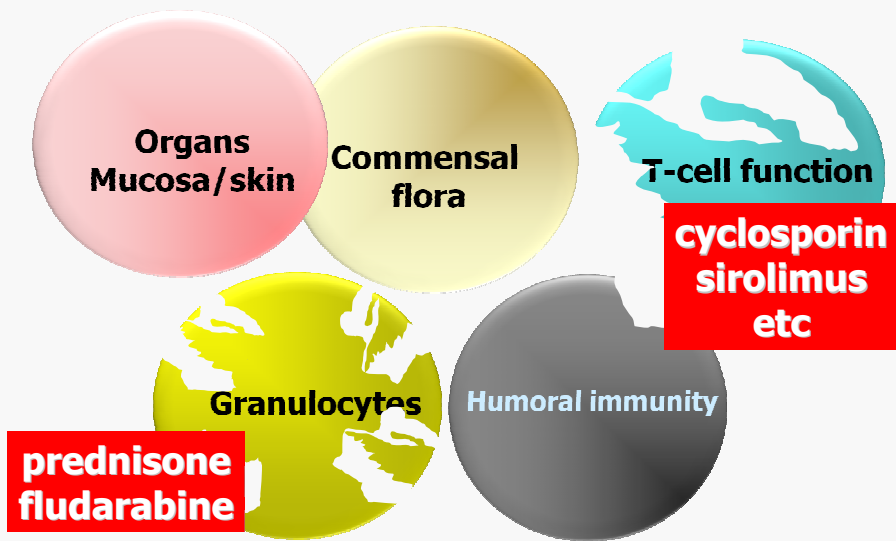 Organs
Mucosa/skin
Commensal
flora
T-cell function
cyclosporin
sirolimus
etc
Granulocytes
Humoral immunity
prednisone
fludarabine